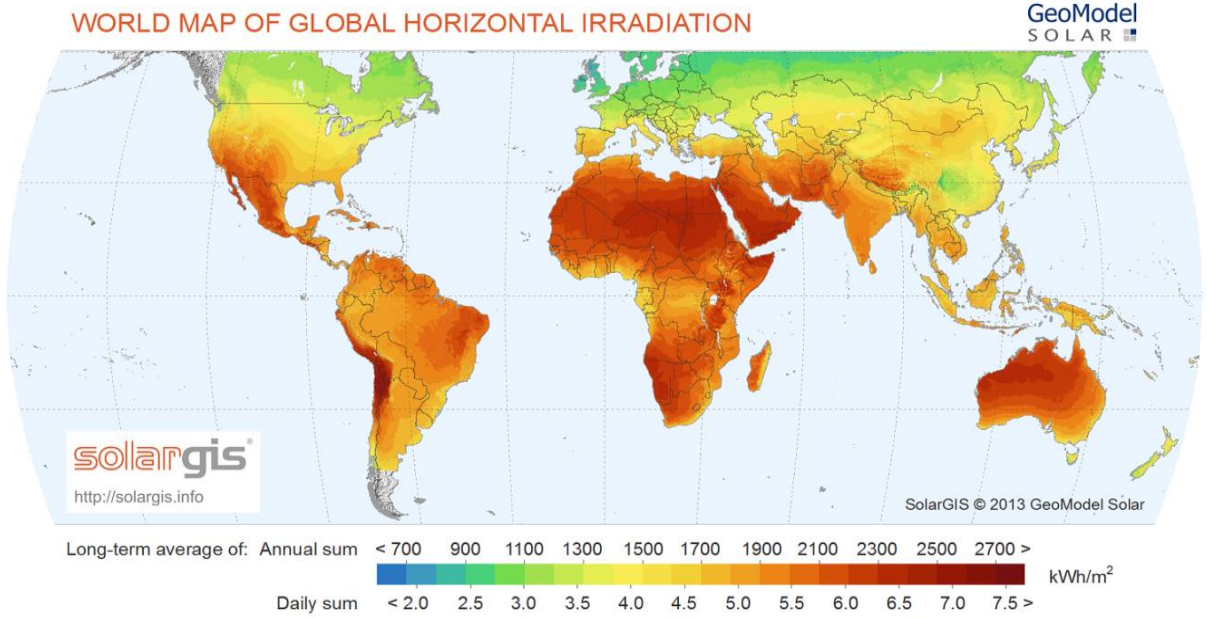 WORLD MAP OF GLOBAL HORIZONTAL IRRADIATION
GeoModel
SOLAR
solargis®
http://solargis.info
SolarGIS © 2013 GeoModel Solar
Long-term average of: Annual sum < 700 900 1100 1300 1500 1700 1900 2100 2300 2500 2700 >
kWh/m²
Daily sum < 2.0 2.5 3.0 3.5 4.0 4.5 5.0 5.5 6.0 6.5 7.0 7.5 >